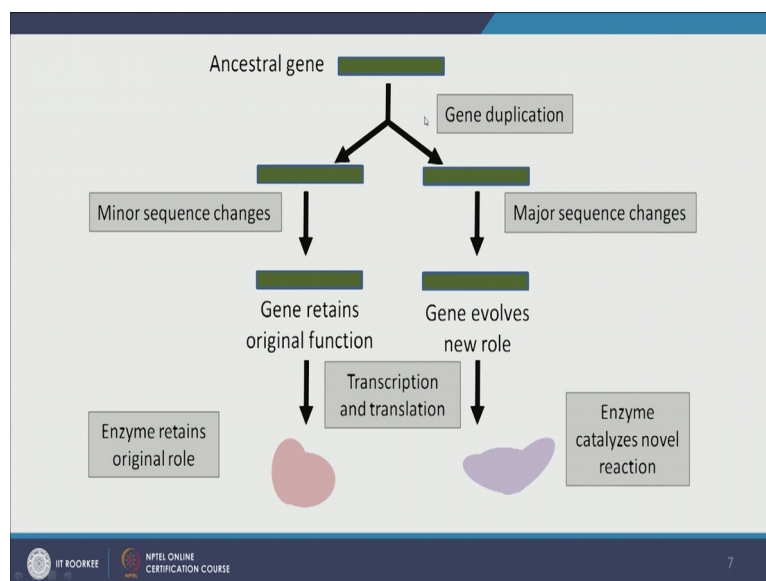 Ancestral gene
Gene duplication
Minor sequence changes
Major sequence changes
Gene retains
original function
Gene evolves
new role
Transcription
and translation
Enzyme retains
original role
Enzyme
catalyzes novel
reaction
IIT ROORKEE
NPTEL ONLINE
CERTIFICATION COURSE
7